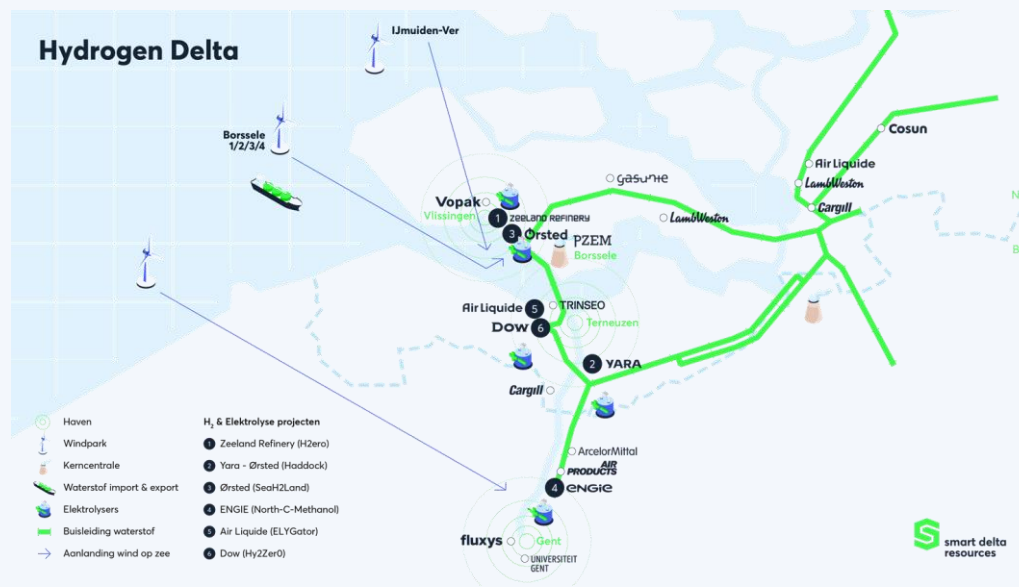 Hydrogen Delta
IJmuiden-Ver
Borssele
1/2/3/4
Cosun
Air Liquide
LambWeston
Cargill
gasunie
LambWeston
Vopak
Vlissingen
1 ZEELAND REFINERY
3 Ørsted
PZEM
Borssele
Air Liquide 5
TRINSEO
DOW 6
Terneuzen
2 YARA
Cargill
ArcelorMittal
AIR
PRODUCTS
4 ENGIE
fluxys
Gent
UNIVERSITEIT
GENT
Haven
Windpark
Kerncentrale
Waterstof import & export
Elektrolysers
Buisleiding waterstof
Aanlanding wind op zee
H₂ & Elektrolyse projecten
1 Zeeland Refinery (H2ero)
2 Yara - Ørsted (Haddock)
3 Ørsted (SeaH2Land)
4 ENGIE (North-C-Methanol)
5 Air Liquide (ELYGator)
6 Dow (Hy2Zer0)
N
B
smart delta
resources